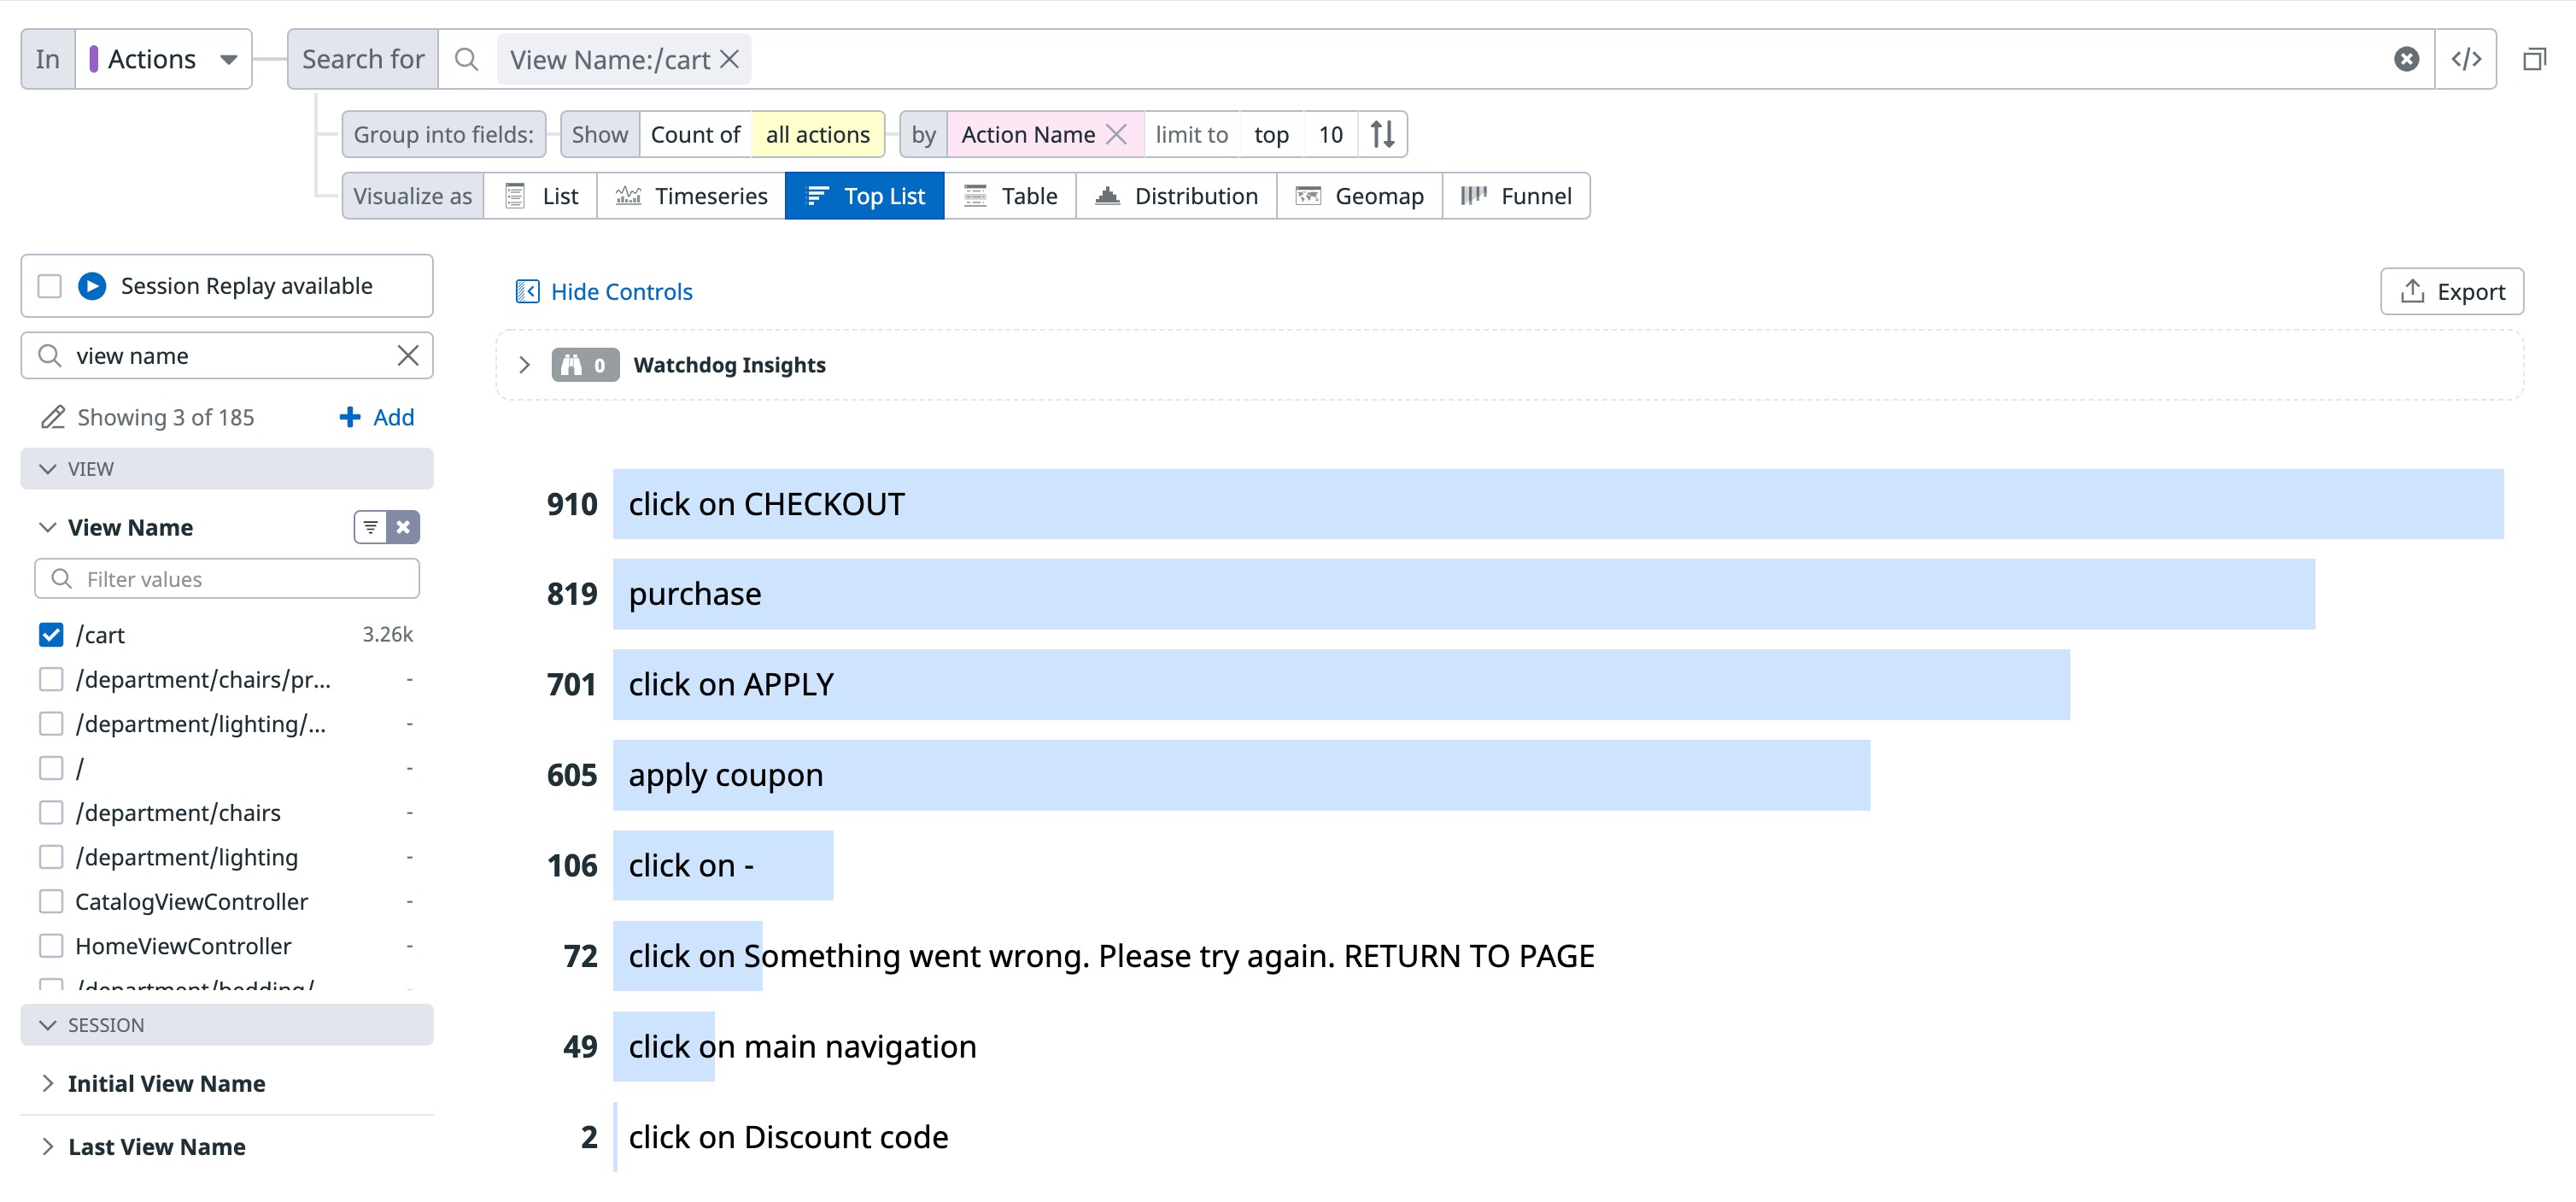 In Actions Search for View Name:/cart </>
Group into fields: Show Count of all actions by Action Name limit to top 10
Visualize as List Timeseries Top List Table Distribution Geomap Funnel
Session Replay available
view name
Showing 3 of 185 + Add
VIEW
View Name
Filter values
/cart 3.26k
/department/chairs/pr... -
/department/lighting/... -
/ -
/department/chairs -
/department/lighting -
CatalogViewController -
HomeViewController -
/department/bedding/ -
SESSION
Initial View Name
Last View Name
Hide Controls Export
0 Watchdog Insights
910 click on CHECKOUT
819 purchase
701 click on APPLY
605 apply coupon
106 click on -
72 click on Something went wrong. Please try again. RETURN TO PAGE
49 click on main navigation
2 click on Discount code